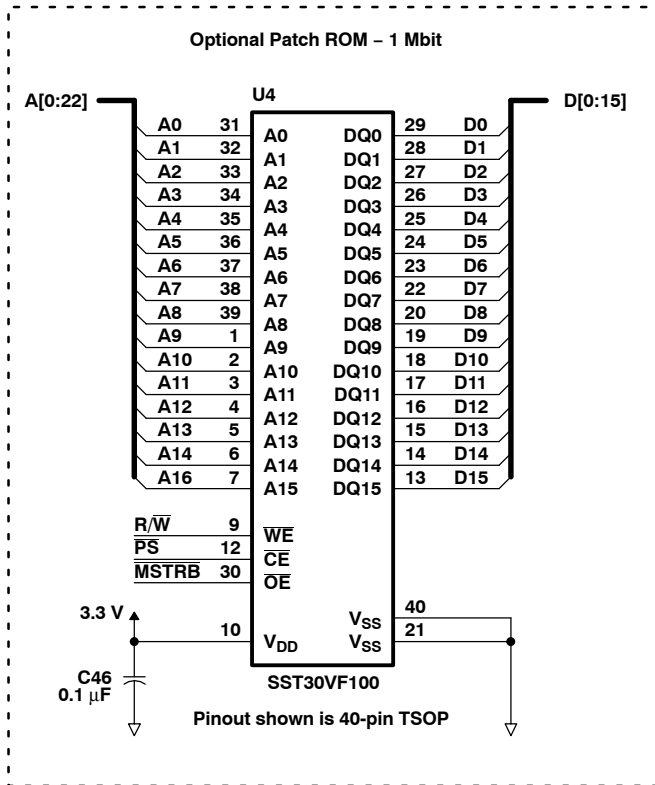 Optional Patch ROM – 1 Mbit
U4
A[0:22] D[0:15]
A0 31 A0 DQ0 29 D0
A1 32 A1 DQ1 28 D1
A2 33 A2 DQ2 27 D2
A3 34 A3 DQ3 26 D3
A4 35 A4 DQ4 25 D4
A5 36 A5 DQ5 24 D5
A6 37 A6 DQ6 23 D6
A7 38 A7 DQ7 22 D7
A8 39 A8 DQ8 20 D8
A9 1 A9 DQ9 19 D9
A10 2 A10 DQ10 18 D10
A11 3 A11 DQ11 17 D11
A12 4 A12 DQ12 16 D12
A13 5 A13 DQ13 15 D13
A14 6 A14 DQ14 14 D14
A16 7 A15 DQ15 13 D15
R/W̅ 9 W̅E̅
P̅S̅ 12 C̅E̅
M̅S̅T̅R̅B̅ 30 O̅E̅
VSS 40
3.3 V 10 VDD VSS 21
C46
0.1 μF
SST30VF100
Pinout shown is 40-pin TSOP